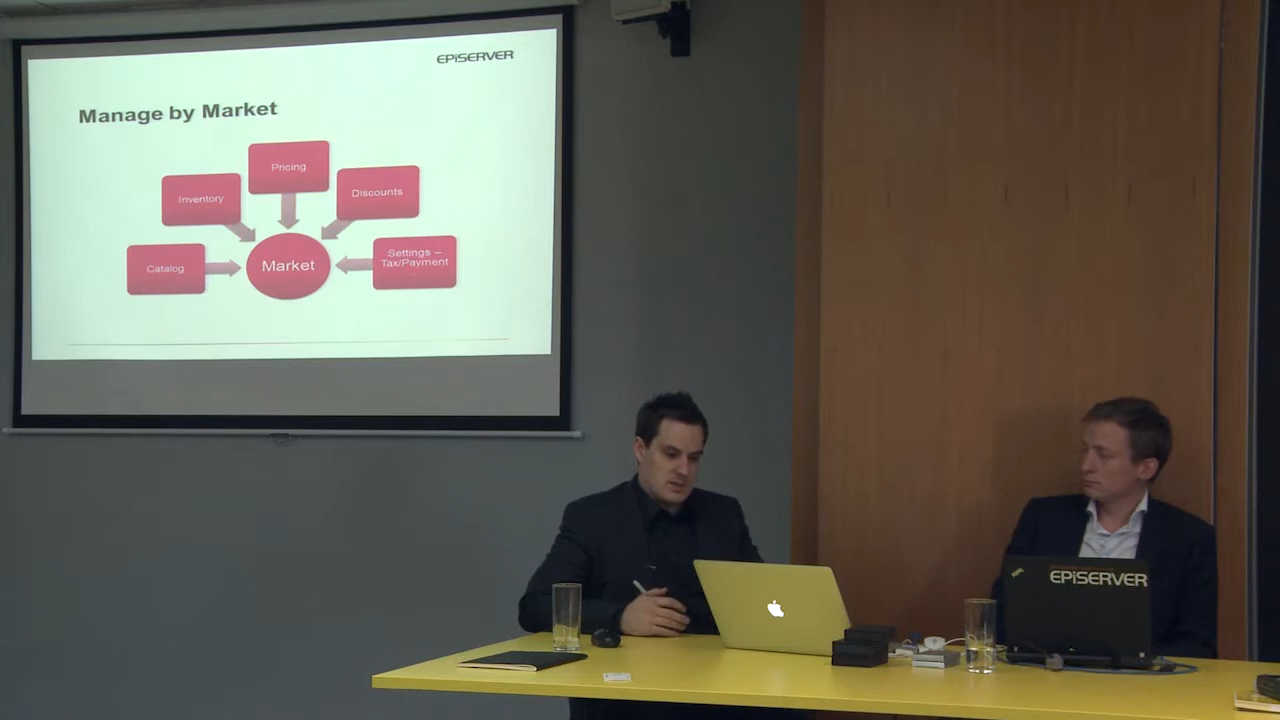 EPiSERVER
Manage by Market
Pricing
Inventory
Discounts
Catalog
Market
Settings –
Tax/Payment
EPiSERVER